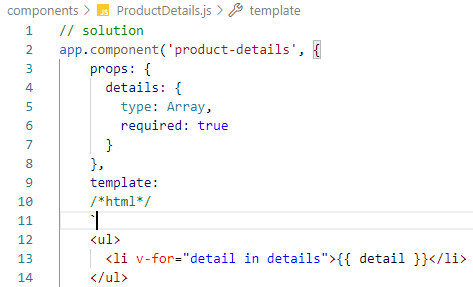 components > JS ProductDetails.js > template
1 // solution
2 app.component('product-details', {
3 props: {
4 details: {
5 type: Array,
6 required: true
7 }
8 },
9 template:
10 /*html*/
11 `
12 <ul>
13 <li v-for="detail in details">{{ detail }}</li>
14 </ul>